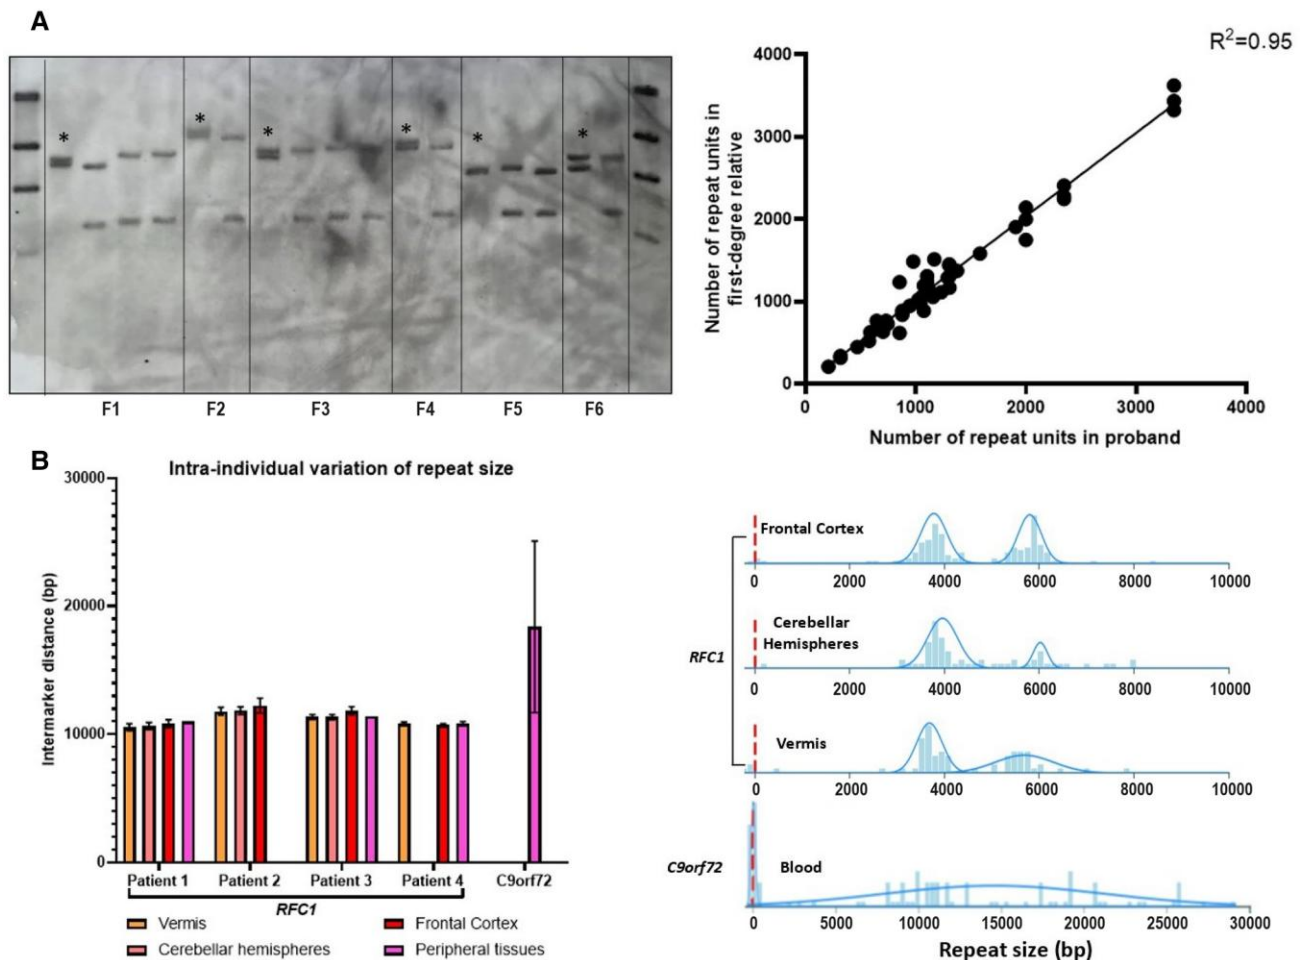 A
* * * * * *
F1 F2 F3 F4 F5 F6
R²=0.95
Number of repeat units in
first-degree relative
4000
3000
2000
1000
0
0 1000 2000 3000 4000
Number of repeat units in proband
B
Intra-individual variation of repeat size
Intermarker distance (bp)
30000
20000
10000
0
Patient 1 Patient 2 Patient 3 Patient 4 C9orf72
RFC1
Vermis
Cerebellar hemispheres
Frontal Cortex
Peripheral tissues
RFC1
Frontal Cortex
0 2000 4000 6000 8000 10000
Cerebellar
Hemispheres
0 2000 4000 6000 8000 10000
Vermis
0 2000 4000 6000 8000 10000
C9orf72
Blood
0 5000 10000 15000 20000 25000 30000
Repeat size (bp)